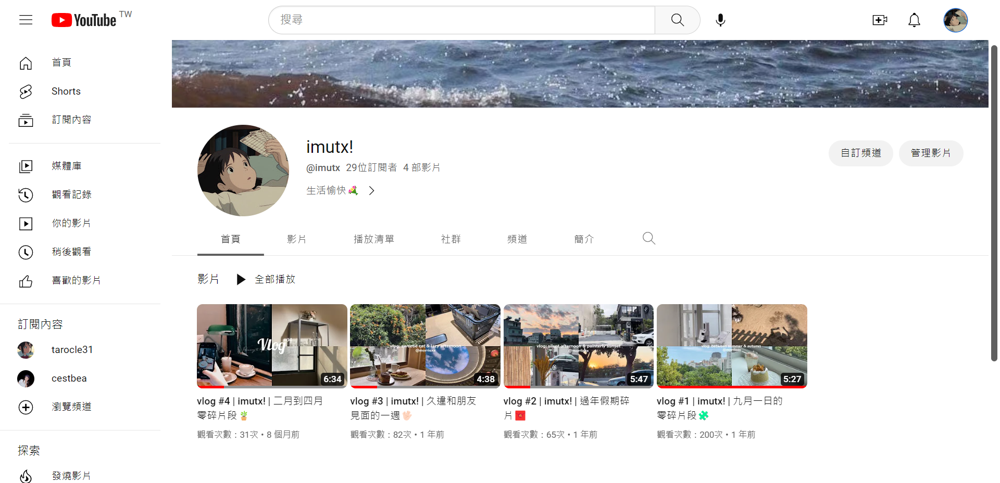 YouTube TW
搜尋
首頁
Shorts
訂閱內容
媒體庫
觀看記錄
你的影片
稍後觀看
喜歡的影片
訂閱內容
tarocle31
cestbea
瀏覽頻道
探索
發燒影片
imutx!
@imutx 29位訂閱者 4 部影片
生活愉快
自訂頻道
管理影片
首頁 影片 播放清單 社群 頻道 簡介
影片 全部播放
Vlog #04
6:34
vlog #4 | imutx! | 二月到四月
零碎片段
觀看次數：31次 • 8 個月前
vlog: sweetie cat & lazy afternoon
@morriexx
4:38
vlog #3 | imutx! | 久違和朋友
見面的一週
觀看次數：82次 • 1 年前
vlog: silent afternoon & painterly sunset
@morriexx
5:47
vlog #2 | imutx! | 過年假期碎
片
觀看次數：65次 • 1 年前
vlog: between summer & autumn
@morriexx
5:27
vlog #1 | imutx! | 九月一日的
零碎片段
觀看次數：200次 • 1 年前